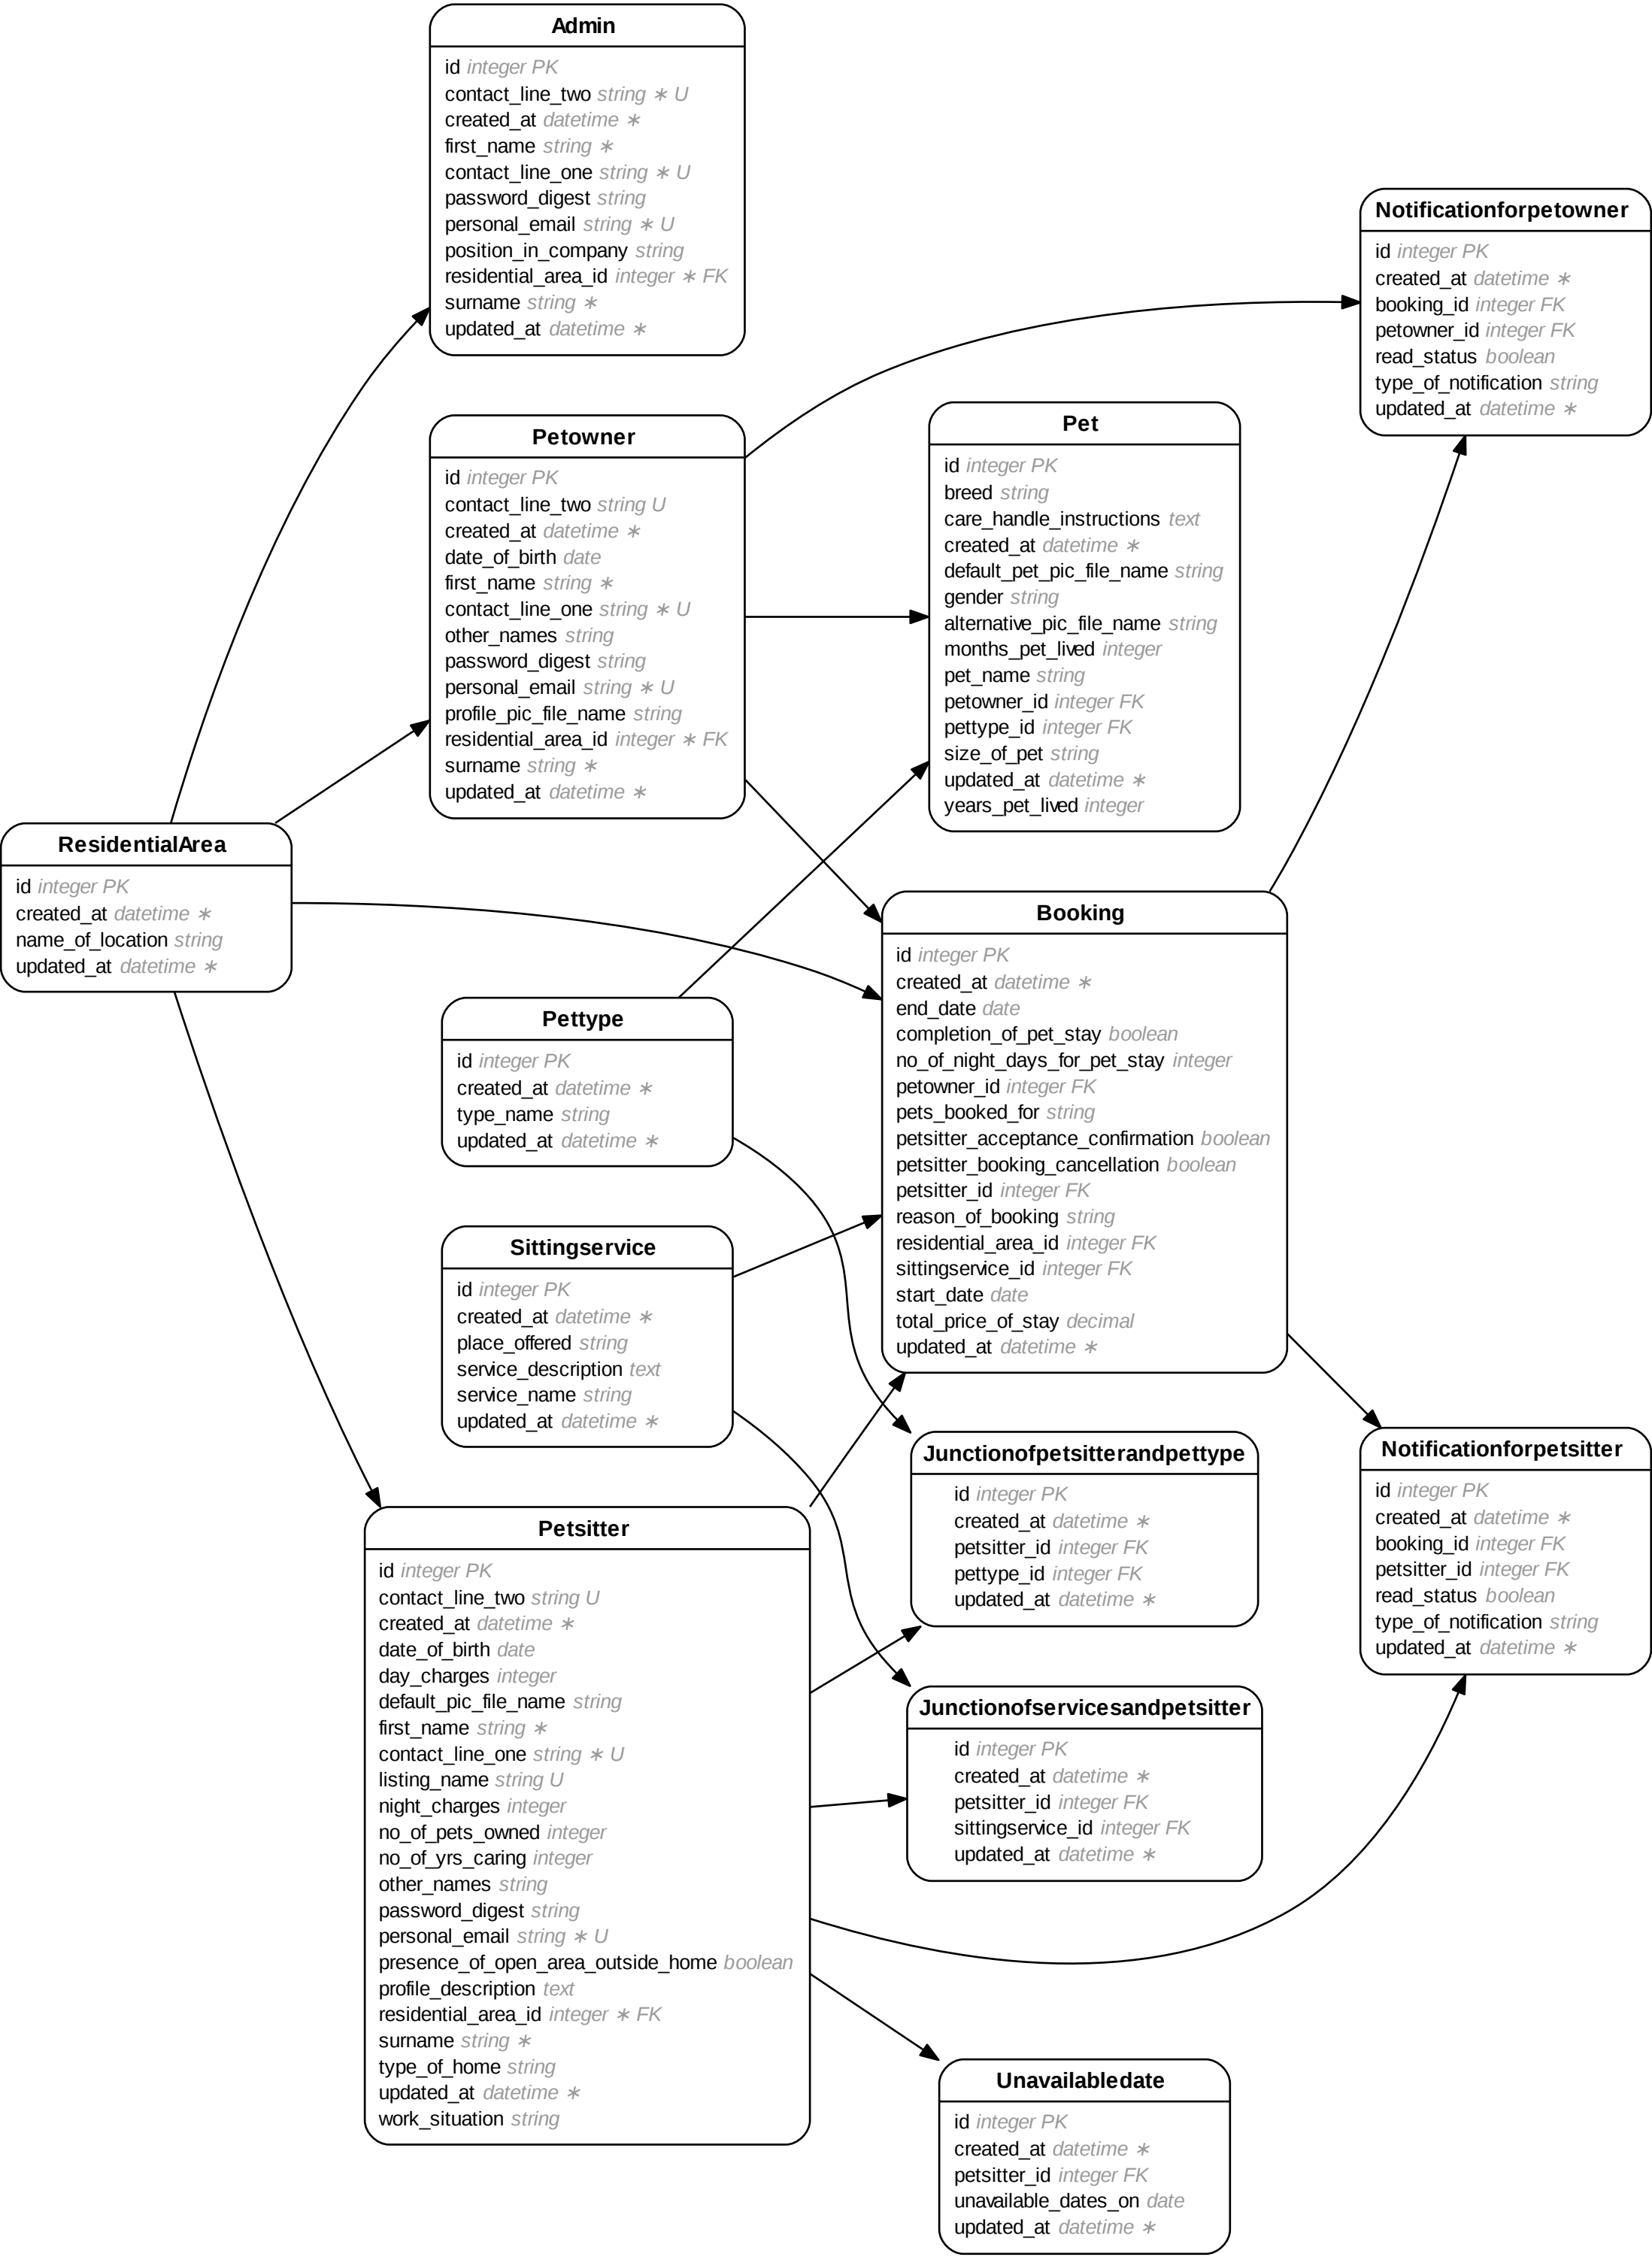 Admin
id integer PK
contact_line_two string ∗ U
created_at datetime ∗
first_name string ∗
contact_line_one string ∗ U
password_digest string
personal_email string ∗ U
position_in_company string
residential_area_id integer ∗ FK
surname string ∗
updated_at datetime ∗
Notificationforpetowner
id integer PK
created_at datetime ∗
booking_id integer FK
petowner_id integer FK
read_status boolean
type_of_notification string
updated_at datetime ∗
Petowner
id integer PK
contact_line_two string U
created_at datetime ∗
date_of_birth date
first_name string ∗
contact_line_one string ∗ U
other_names string
password_digest string
personal_email string ∗ U
profile_pic_file_name string
residential_area_id integer ∗ FK
surname string ∗
updated_at datetime ∗
Pet
id integer PK
breed string
care_handle_instructions text
created_at datetime ∗
default_pet_pic_file_name string
gender string
alternative_pic_file_name string
months_pet_lived integer
pet_name string
petowner_id integer FK
pettype_id integer FK
size_of_pet string
updated_at datetime ∗
years_pet_lived integer
ResidentialArea
id integer PK
created_at datetime ∗
name_of_location string
updated_at datetime ∗
Booking
id integer PK
created_at datetime ∗
end_date date
completion_of_pet_stay boolean
no_of_night_days_for_pet_stay integer
petowner_id integer FK
pets_booked_for string
petsitter_acceptance_confirmation boolean
petsitter_booking_cancellation boolean
petsitter_id integer FK
reason_of_booking string
residential_area_id integer FK
sittingservice_id integer FK
start_date date
total_price_of_stay decimal
updated_at datetime ∗
Pettype
id integer PK
created_at datetime ∗
type_name string
updated_at datetime ∗
Sittingservice
id integer PK
created_at datetime ∗
place_offered string
service_description text
service_name string
updated_at datetime ∗
Junctionofpetsitterandpettype
id integer PK
created_at datetime ∗
petsitter_id integer FK
pettype_id integer FK
updated_at datetime ∗
Notificationforpetsitter
id integer PK
created_at datetime ∗
booking_id integer FK
petsitter_id integer FK
read_status boolean
type_of_notification string
updated_at datetime ∗
Petsitter
id integer PK
contact_line_two string U
created_at datetime ∗
date_of_birth date
day_charges integer
default_pic_file_name string
first_name string ∗
contact_line_one string ∗ U
listing_name string U
night_charges integer
no_of_pets_owned integer
no_of_yrs_caring integer
other_names string
password_digest string
personal_email string ∗ U
presence_of_open_area_outside_home boolean
profile_description text
residential_area_id integer ∗ FK
surname string ∗
type_of_home string
updated_at datetime ∗
work_situation string
Junctionofservicesandpetsitter
id integer PK
created_at datetime ∗
petsitter_id integer FK
sittingservice_id integer FK
updated_at datetime ∗
Unavailabledate
id integer PK
created_at datetime ∗
petsitter_id integer FK
unavailable_dates_on date
updated_at datetime ∗